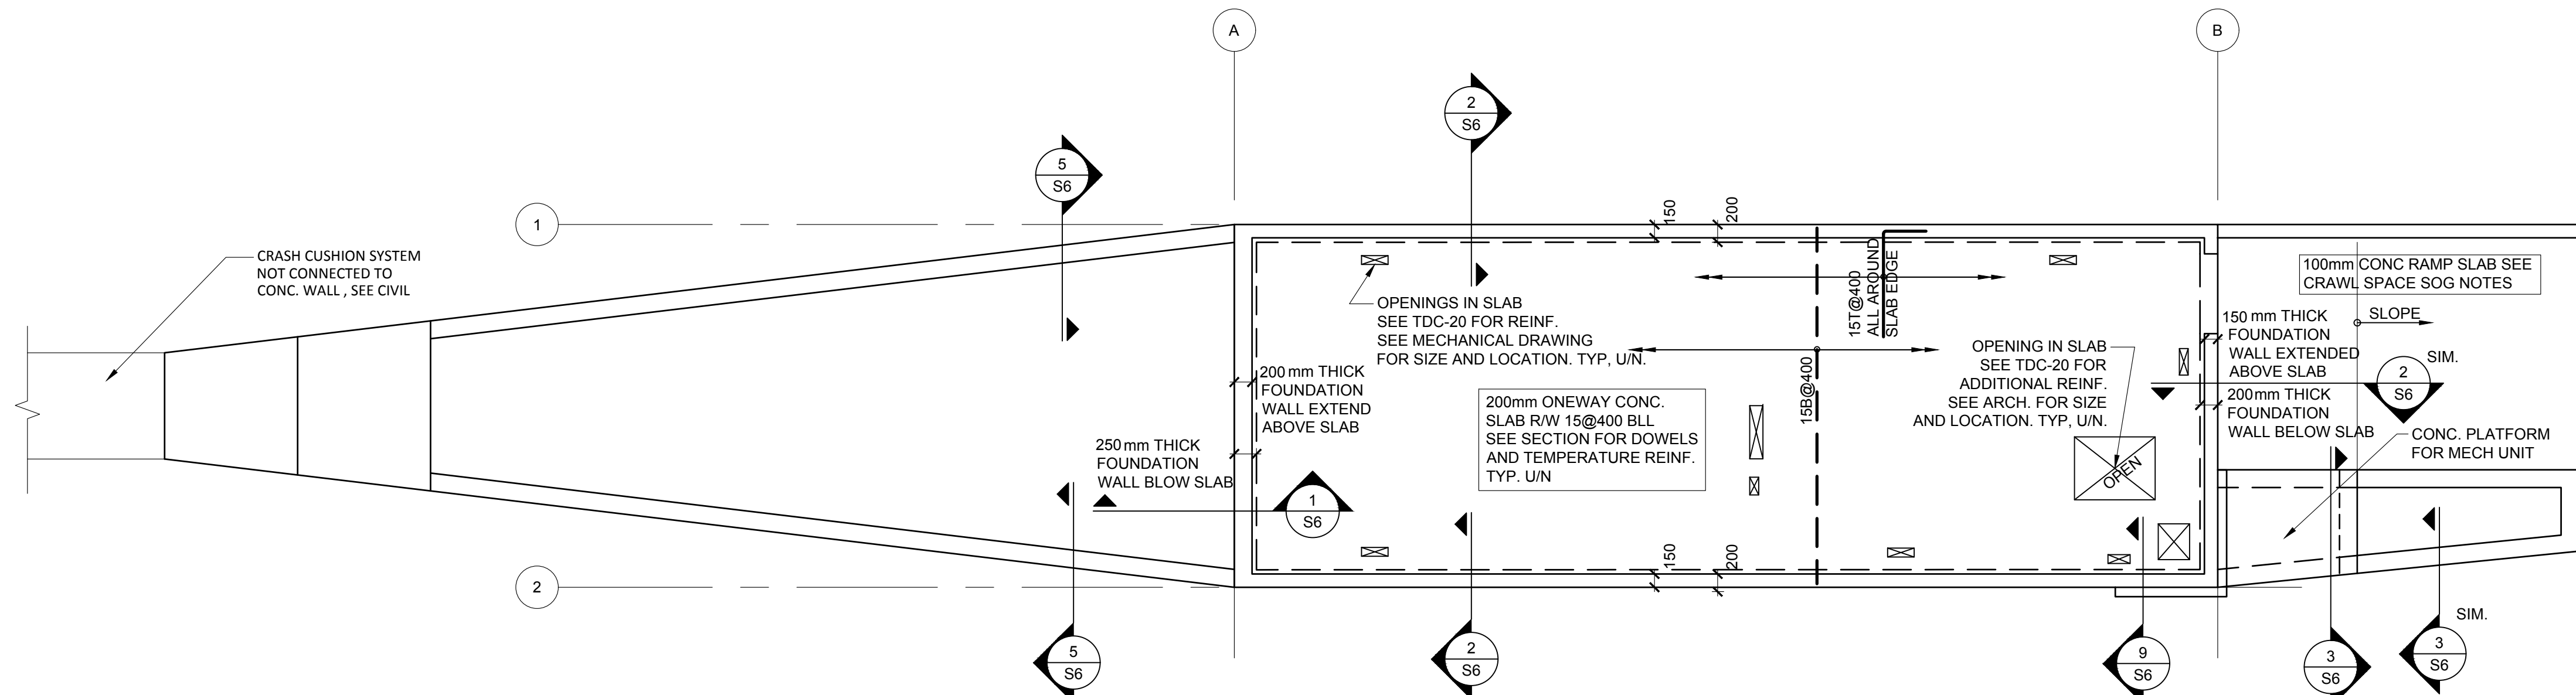 A
B
2
S6
5
S6
1
CRASH CUSHION SYSTEM
NOT CONNECTED TO
CONC. WALL , SEE CIVIL
150
200
15T@400
ALL AROUND
SLAB EDGE
100mm CONC RAMP SLAB SEE
CRAWL SPACE SOG NOTES
OPENINGS IN SLAB
SEE TDC-20 FOR REINF.
SEE MECHANICAL DRAWING
FOR SIZE AND LOCATION. TYP, U/N.
SLOPE
150 mm THICK
FOUNDATION
WALL EXTENDED
ABOVE SLAB
OPENING IN SLAB
SEE TDC-20 FOR
ADDITIONAL REINF.
SEE ARCH. FOR SIZE
AND LOCATION. TYP, U/N.
SIM.
2
S6
200 mm THICK
FOUNDATION
WALL EXTEND
ABOVE SLAB
15B@400
200mm ONEWAY CONC.
SLAB R/W 15@400 BLL
SEE SECTION FOR DOWELS
AND TEMPERATURE REINF.
TYP. U/N
200mm THICK
FOUNDATION
WALL BELOW SLAB
CONC. PLATFORM
FOR MECH UNIT
250 mm THICK
FOUNDATION
WALL BLOW SLAB
OPEN
1
S6
2
150
200
5
S6
2
S6
9
S6
3
S6
3
S6
SIM.